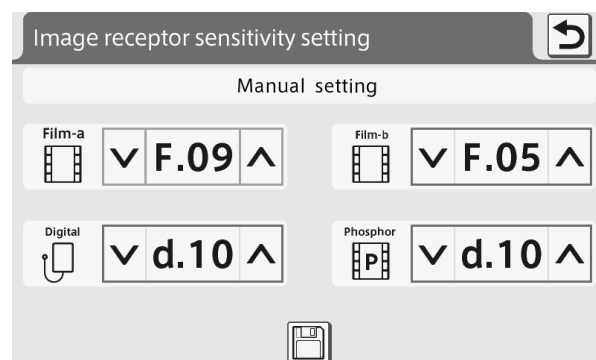 Image receptor sensitivity setting
Manual setting
Film-a
F.09
Film-b
F.05
Digital
d.10
Phosphor
P
d.10